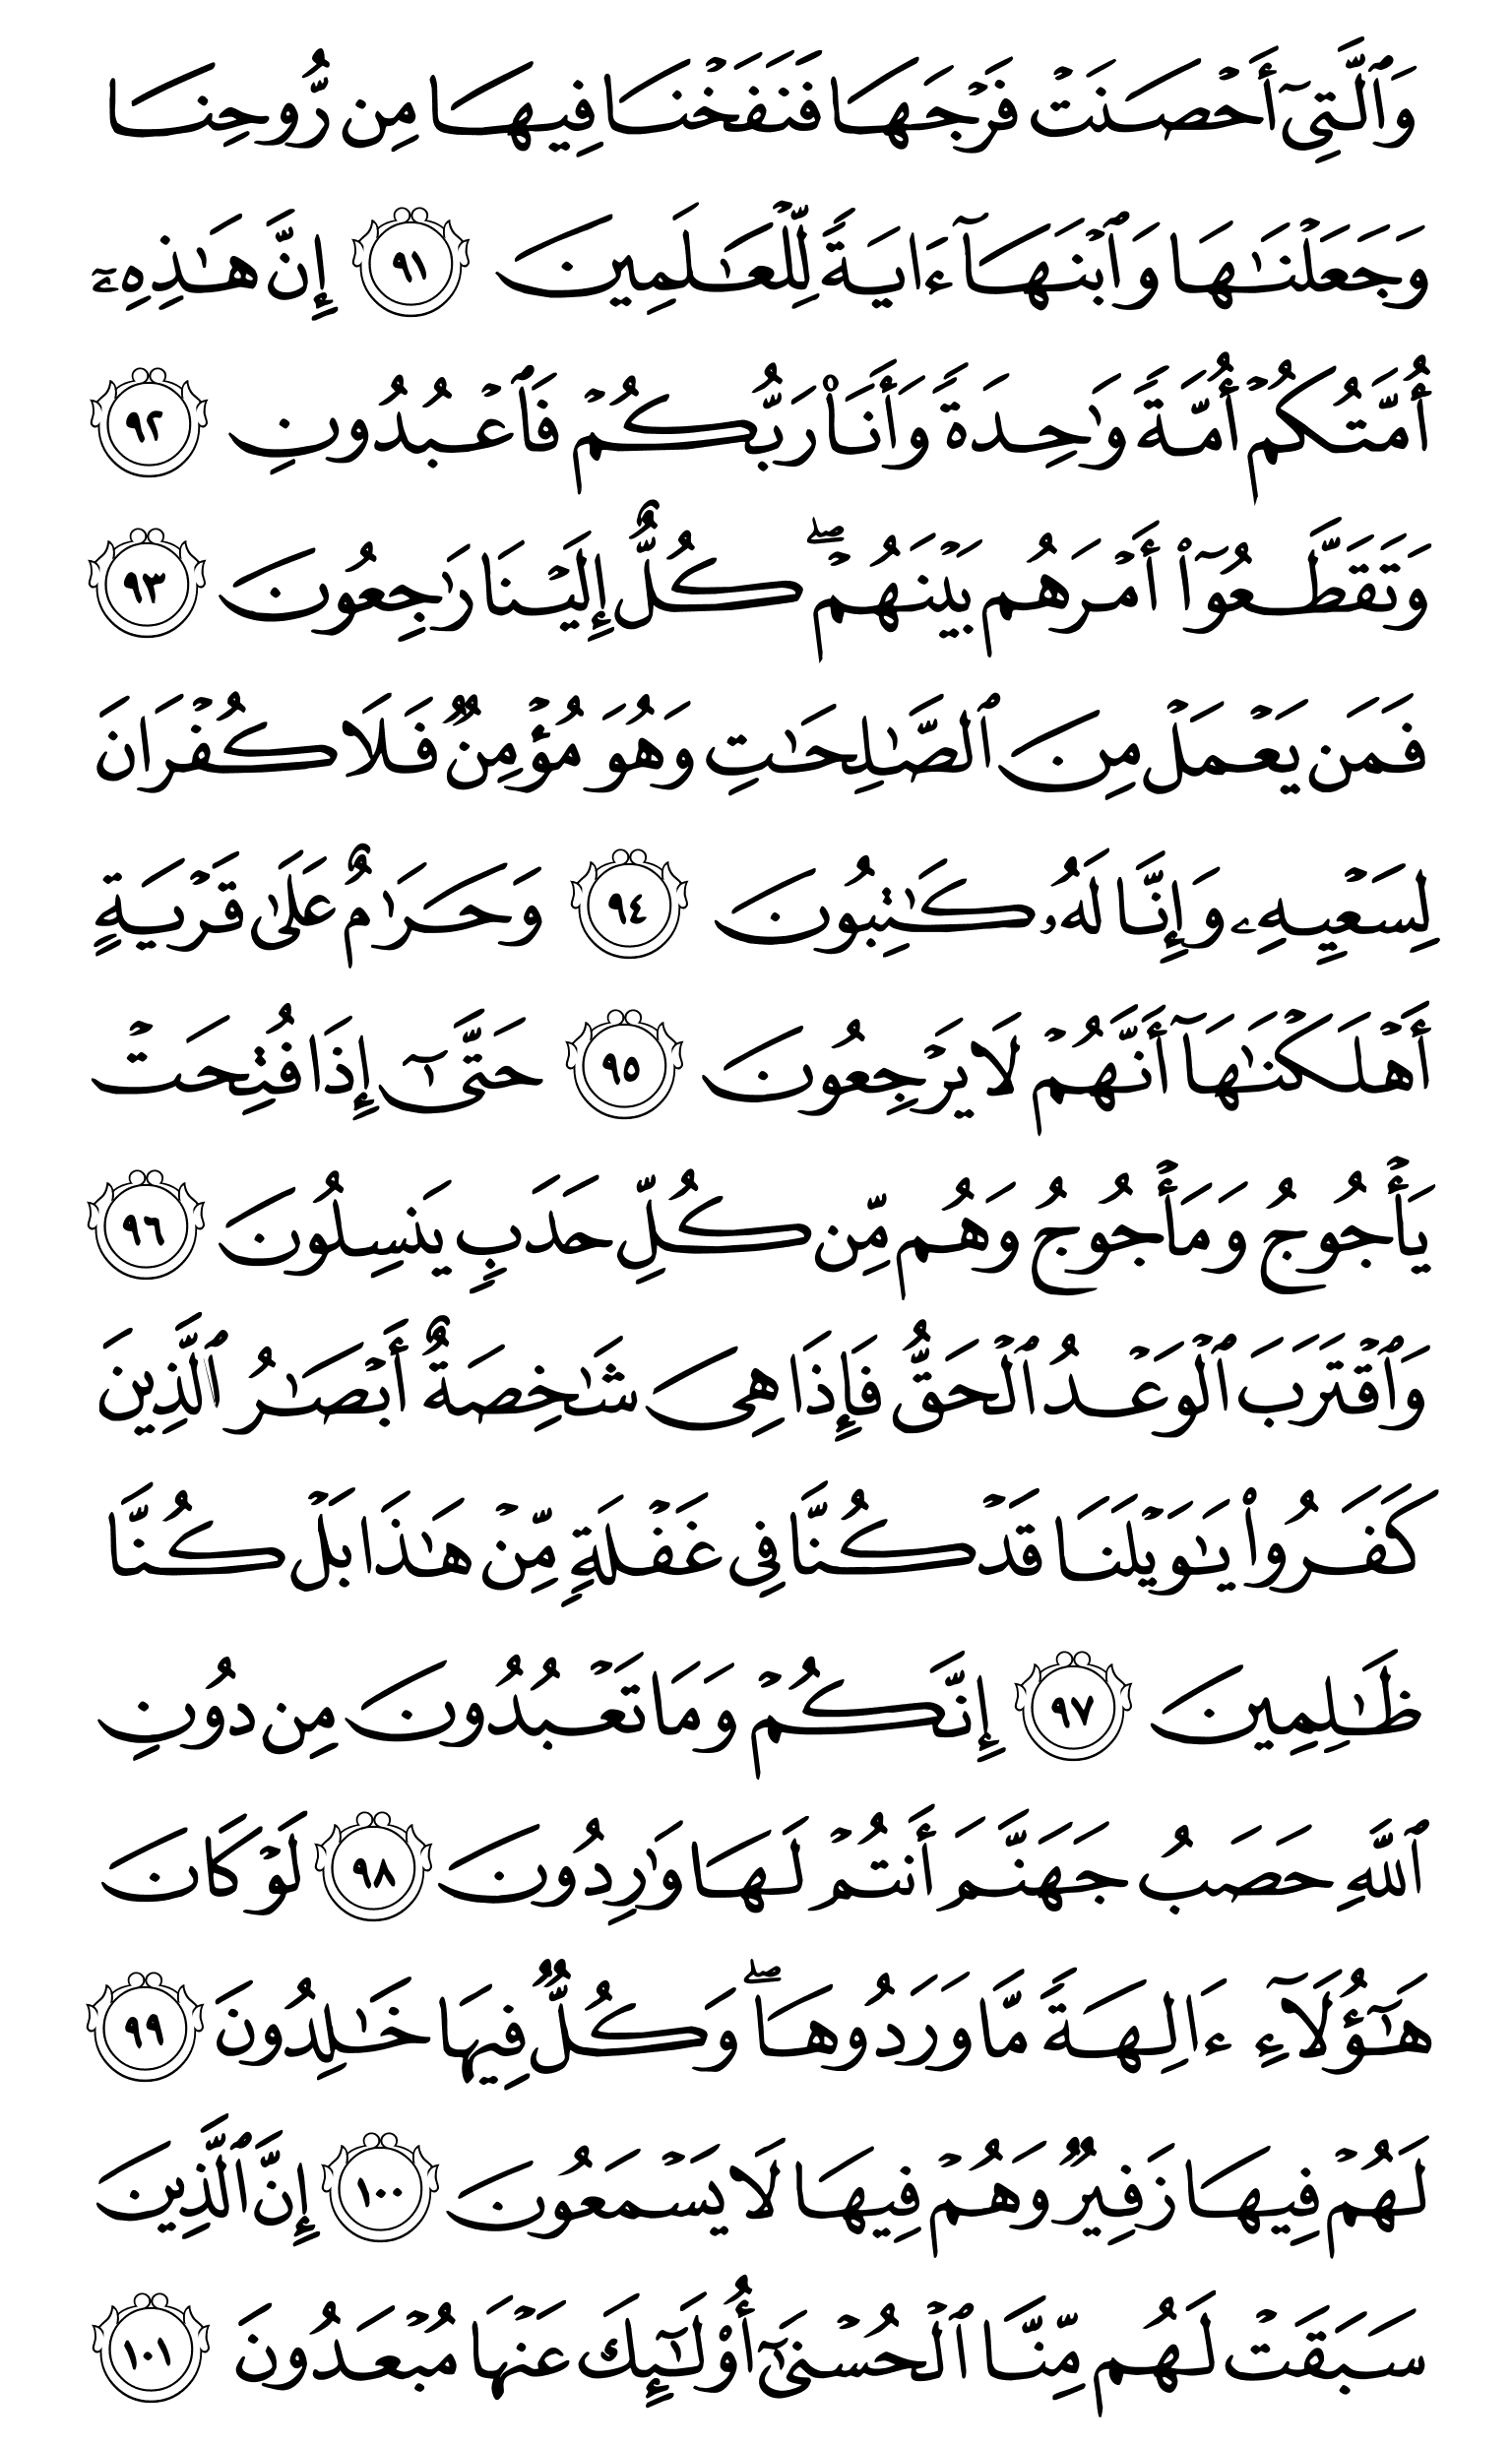 وَٱلَّتِىٓ أَحۡصَنَتۡ فَرۡجَهَا فَنَفَخۡنَا فِيهَا مِن رُّوحِنَا
وَجَعَلۡنَٰهَا وَٱبۡنَهَآ ءَايَةً لِّلۡعَٰلَمِينَ ٩١ إِنَّ هَٰذِهِۦٓ
أُمَّتُكُمۡ أُمَّةً وَٰحِدَةً وَأَنَا۠ رَبُّكُمۡ فَٱعۡبُدُونِ ٩٢
وَتَقَطَّعُوٓاْ أَمۡرَهُم بَيۡنَهُمۡۖ كُلٌّ إِلَيۡنَا رَٰجِعُونَ ٩٣
فَمَن يَعۡمَلۡ مِنَ ٱلصَّٰلِحَٰتِ وَهُوَ مُؤۡمِنٌ فَلَا كُفۡرَانَ
لِسَعۡيِهِۦ وَإِنَّا لَهُۥ كَٰتِبُونَ ٩٤ وَحَرَٰمٌ عَلَىٰ قَرۡيَةٍ
أَهۡلَكۡنَٰهَآ أَنَّهُمۡ لَا يَرۡجِعُونَ ٩٥ حَتَّىٰٓ إِذَا فُتِحَتۡ
يَأۡجُوجُ وَمَأۡجُوجُ وَهُم مِّن كُلِّ حَدَبٍ يَنسِلُونَ ٩٦
وَٱقۡتَرَبَ ٱلۡوَعۡدُ ٱلۡحَقُّ فَإِذَا هِىَ شَٰخِصَةٌ أَبۡصَٰرُ ٱلَّذِينَ
كَفَرُواْ يَٰوَيۡلَنَا قَدۡ كُنَّا فِى غَفۡلَةٍ مِّنۡ هَٰذَا بَلۡ كُنَّا
ظَٰلِمِينَ ٩٧ إِنَّكُمۡ وَمَا تَعۡبُدُونَ مِن دُونِ
ٱللَّهِ حَصَبُ جَهَنَّمَ أَنتُمۡ لَهَا وَٰرِدُونَ ٩٨ لَوۡ كَانَ
هَٰٓؤُلَآءِ ءَالِهَةً مَّا وَرَدُوهَاۖ وَكُلٌّ فِيهَا خَٰلِدُونَ ٩٩
لَهُمۡ فِيهَا زَفِيرٌ وَهُمۡ فِيهَا لَا يَسۡمَعُونَ ١٠٠ إِنَّ ٱلَّذِينَ
سَبَقَتۡ لَهُم مِّنَّا ٱلۡحُسۡنَىٰٓ أُوْلَٰٓئِكَ عَنۡهَا مُبۡعَدُونَ ١٠١